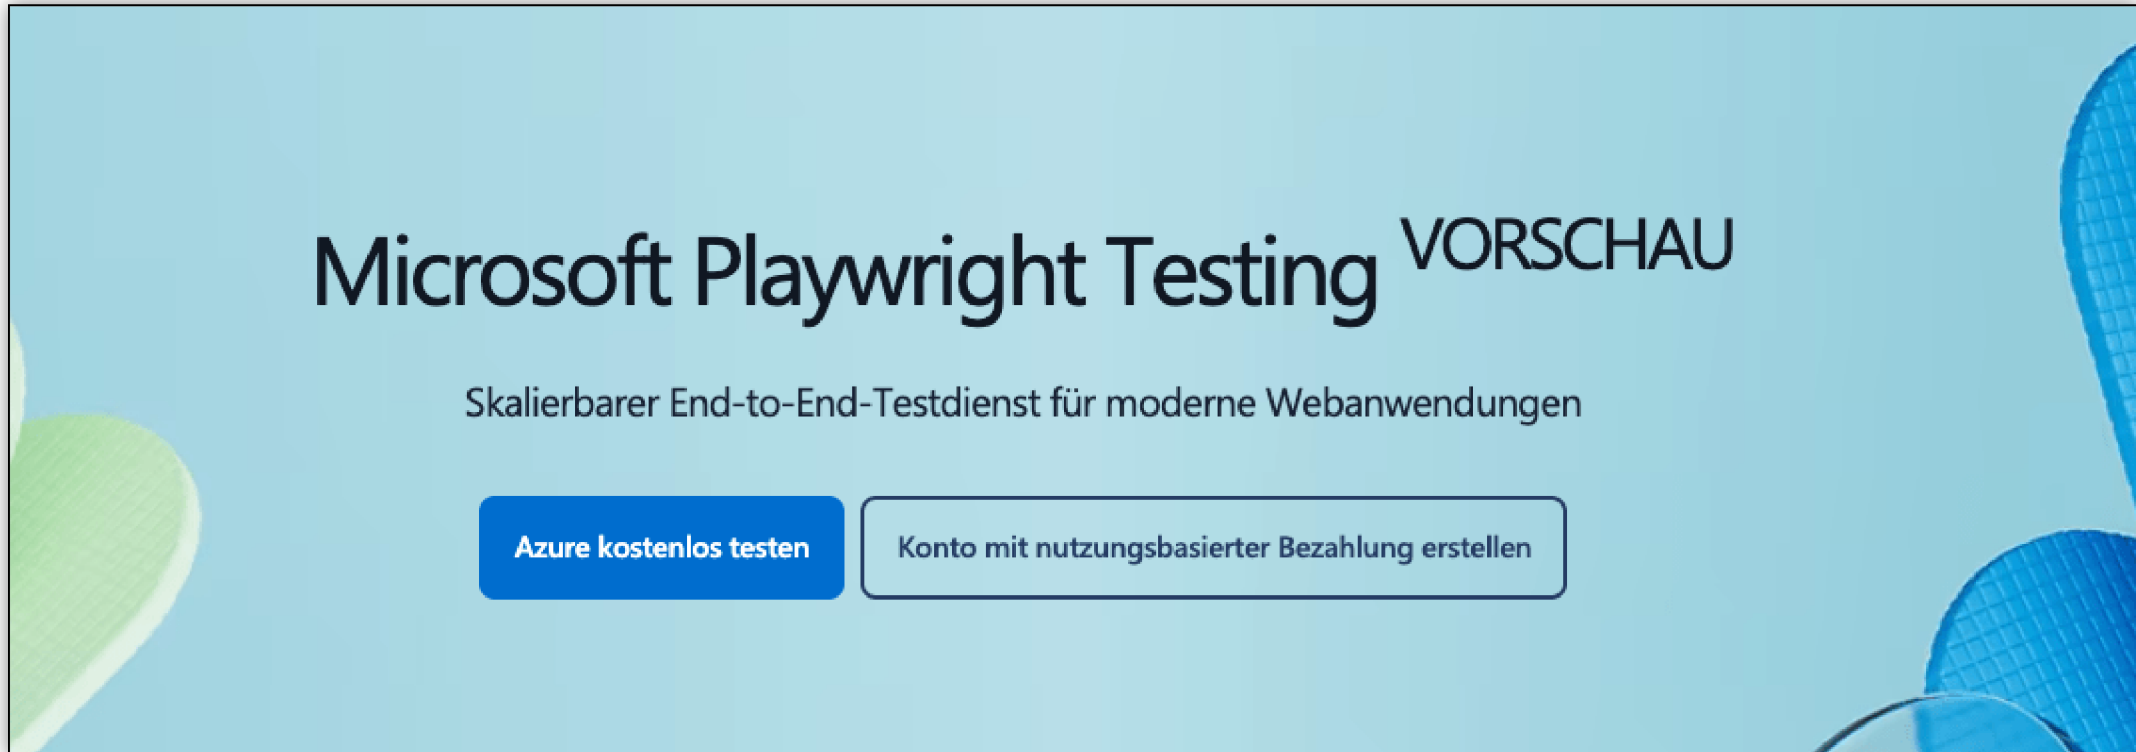 Microsoft Playwright Testing VORSCHAU
Skalierbarer End-to-End-Testdienst für moderne Webanwendungen
Azure kostenlos testen
Konto mit nutzungsbasierter Bezahlung erstellen